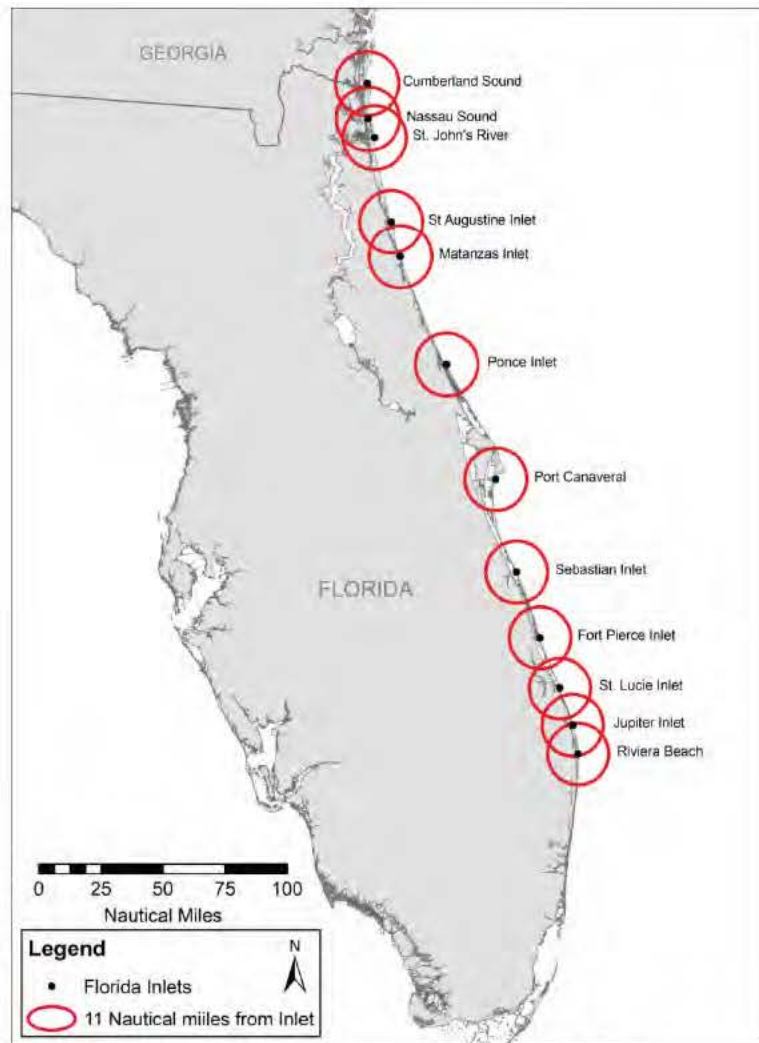 GEORGIA
Cumberland Sound
Nassau Sound
St. John's River
St Augustine Inlet
Matanzas Inlet
Ponce Inlet
Port Canaveral
Sebastian Inlet
FLORIDA
Fort Pierce Inlet
St. Lucie Inlet
Jupiter Inlet
Riviera Beach
0 25 50 100
Nautical Miles
Legend
N
Florida Inlets
11 Nautical miiles from Inlet